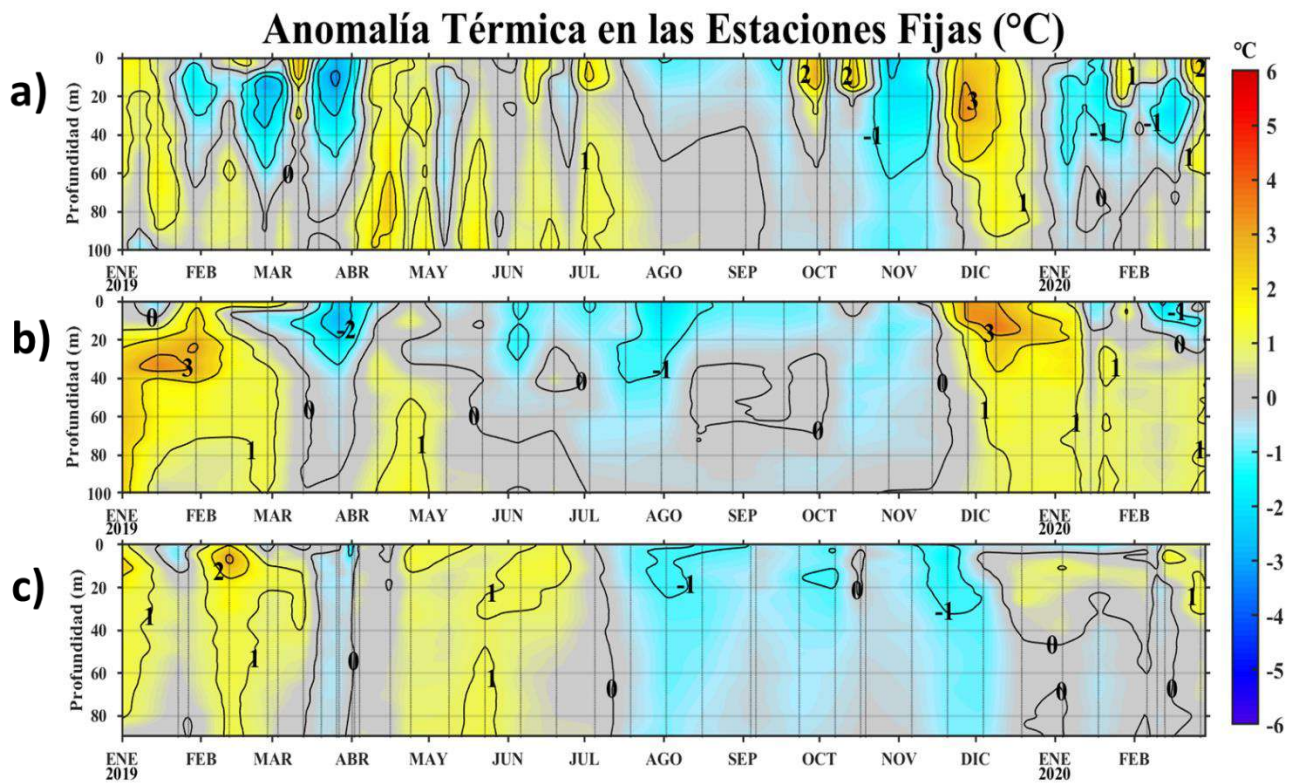 Anomalía Térmica en las Estaciones Fijas (°C)
°C
a)
Profundidad (m)
0
20
40
60
80
100
2 2 3 1 2
-1 -1 -1
0 1 1 0 1
ENE FEB MAR ABR MAY JUN JUL AGO SEP OCT NOV DIC ENE FEB
2019 2020
b)
Profundidad (m)
0
20
40
60
80
100
0 -2 3 -1
3 -1 0 0 0 1
0 0 1 1
1 1 0 1
ENE FEB MAR ABR MAY JUN JUL AGO SEP OCT NOV DIC ENE FEB
2019 2020
c)
Profundidad (m)
0
20
40
60
80
2 -1 0
1 1 -1 1
1 0 0
1 0 0 0
ENE FEB MAR ABR MAY JUN JUL AGO SEP OCT NOV DIC ENE FEB
2019 2020
6
5
4
3
2
1
0
-1
-2
-3
-4
-5
-6